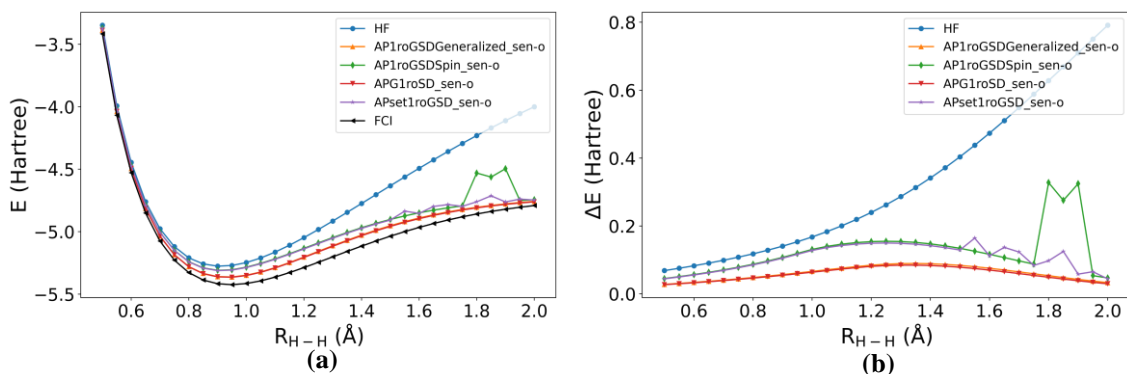 E (Hartree)
−3.5
−4.0
−4.5
−5.0
−5.5
HF
AP1roGSDGeneralized_sen-o
AP1roGSDSpin_sen-o
APG1roSD_sen-o
APset1roGSD_sen-o
FCI
0.6 0.8 1.0 1.2 1.4 1.6 1.8 2.0
R H − H (Å)
(a)
ΔE (Hartree)
0.8
0.6
0.4
0.2
0.0
HF
AP1roGSDGeneralized_sen-o
AP1roGSDSpin_sen-o
APG1roSD_sen-o
APset1roGSD_sen-o
0.6 0.8 1.0 1.2 1.4 1.6 1.8 2.0
R H − H (Å)
(b)